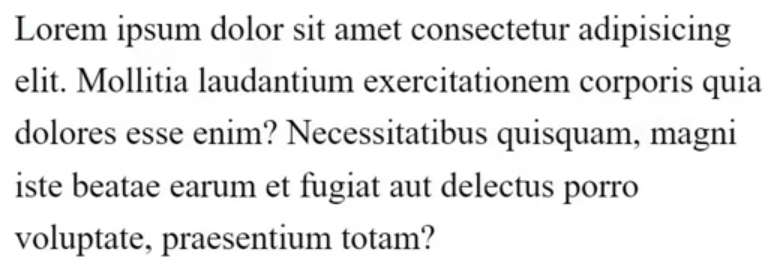 Lorem ipsum dolor sit amet consectetur adipisicing
elit. Mollitia laudantium exercitationem corporis quia
dolores esse enim? Necessitatibus quisquam, magni
iste beatae earum et fugiat aut delectus porro
voluptate, praesentium totam?